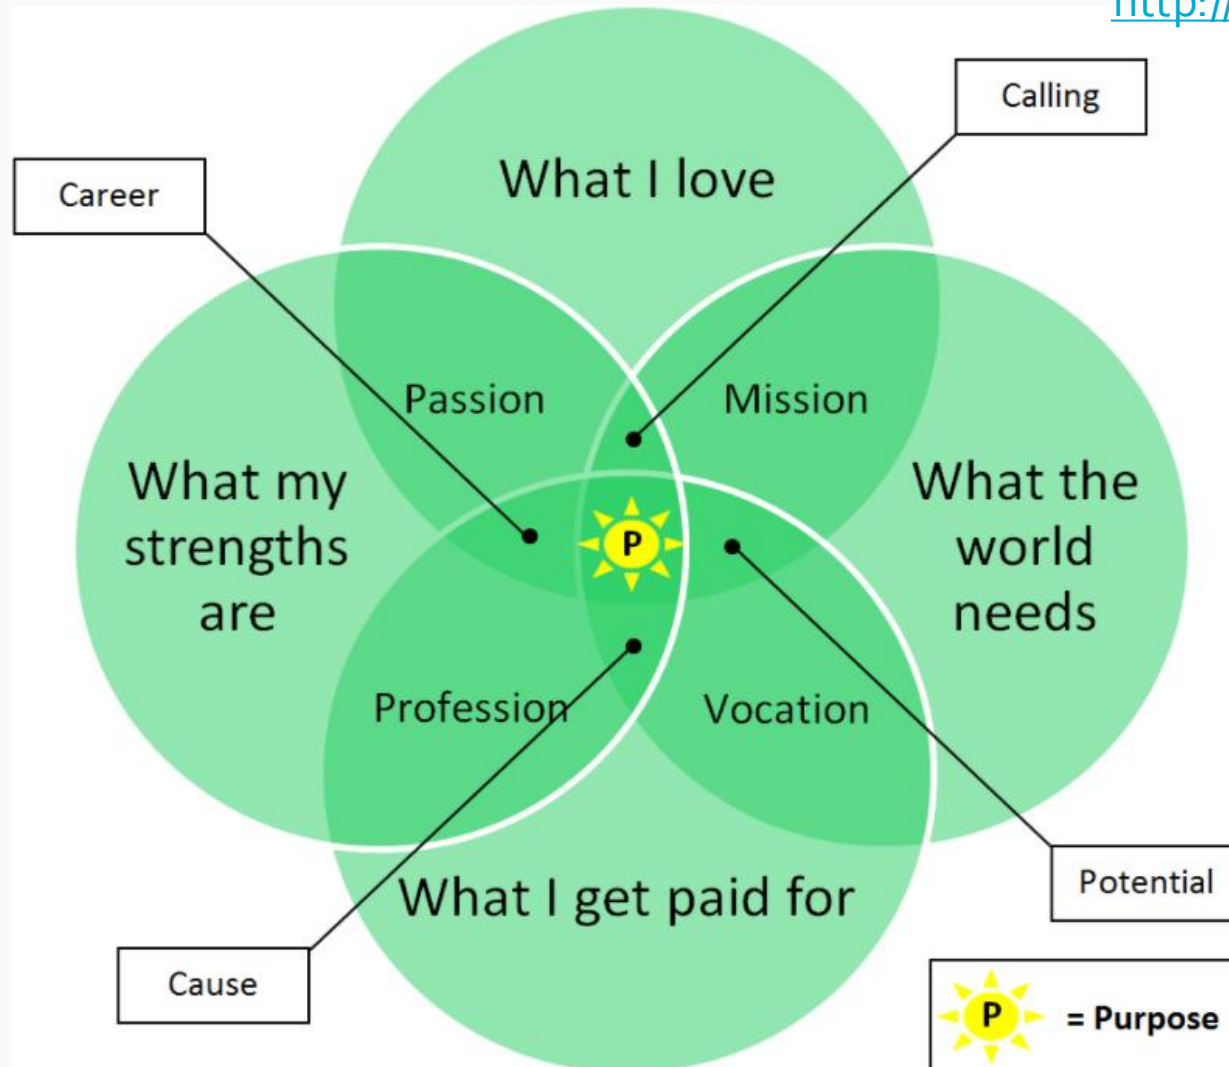 http://
Calling
What I love
Career
Passion
Mission
What my
strengths
are
What the
world
needs
P
Profession
Vocation
What I get paid for
Potential
Cause
P = Purpose